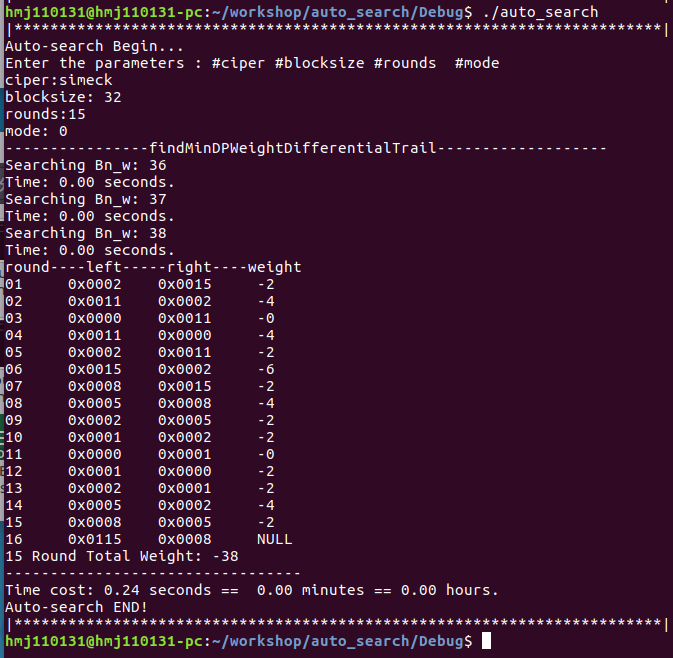 hmj110131@hmj110131-pc:~/workshop/auto_search/Debug$ ./auto_search
|************************************************************************|
Auto-search Begin...
Enter the parameters : #ciper #blocksize #rounds  #mode
ciper:simeck
blocksize: 32
rounds:15
mode: 0
----------------findMinDPWeightDifferentialTrail-------------------
Searching Bn_w: 36
Time: 0.00 seconds.
Searching Bn_w: 37
Time: 0.00 seconds.
Searching Bn_w: 38
Time: 0.00 seconds.
round----left-----right----weight
01     0x0002     0x0015     -2
02     0x0011     0x0002     -4
03     0x0000     0x0011     -0
04     0x0011     0x0000     -4
05     0x0002     0x0011     -2
06     0x0015     0x0002     -6
07     0x0008     0x0015     -2
08     0x0005     0x0008     -4
09     0x0002     0x0005     -2
10     0x0001     0x0002     -2
11     0x0000     0x0001     -0
12     0x0001     0x0000     -2
13     0x0002     0x0001     -2
14     0x0005     0x0002     -4
15     0x0008     0x0005     -2
16     0x0115     0x0008     NULL
15 Round Total Weight: -38
---------------------------------
Time cost: 0.24 seconds ==  0.00 minutes == 0.00 hours.
Auto-search END!
|************************************************************************|
hmj110131@hmj110131-pc:~/workshop/auto_search/Debug$